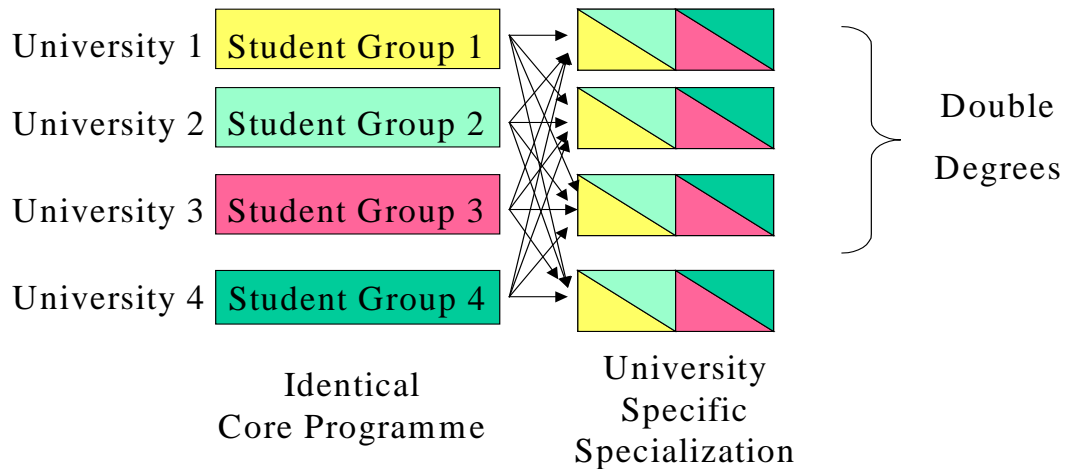 University 1 Student Group 1
University 2 Student Group 2
University 3 Student Group 3
University 4 Student Group 4
Double
Degrees
Identical
Core Programme
University
Specific
Specialization